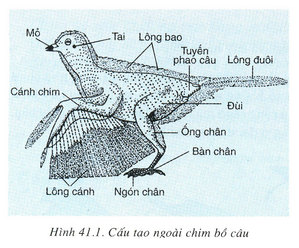 Mỏ
Tai
Lông bao
Tuyến
phao câu
Lông đuôi
Cánh chim
Đùi
Ống chân
Bàn chân
Lông cánh
Ngón chân
Hình 41.1. Cấu tạo ngoài chim bồ câu